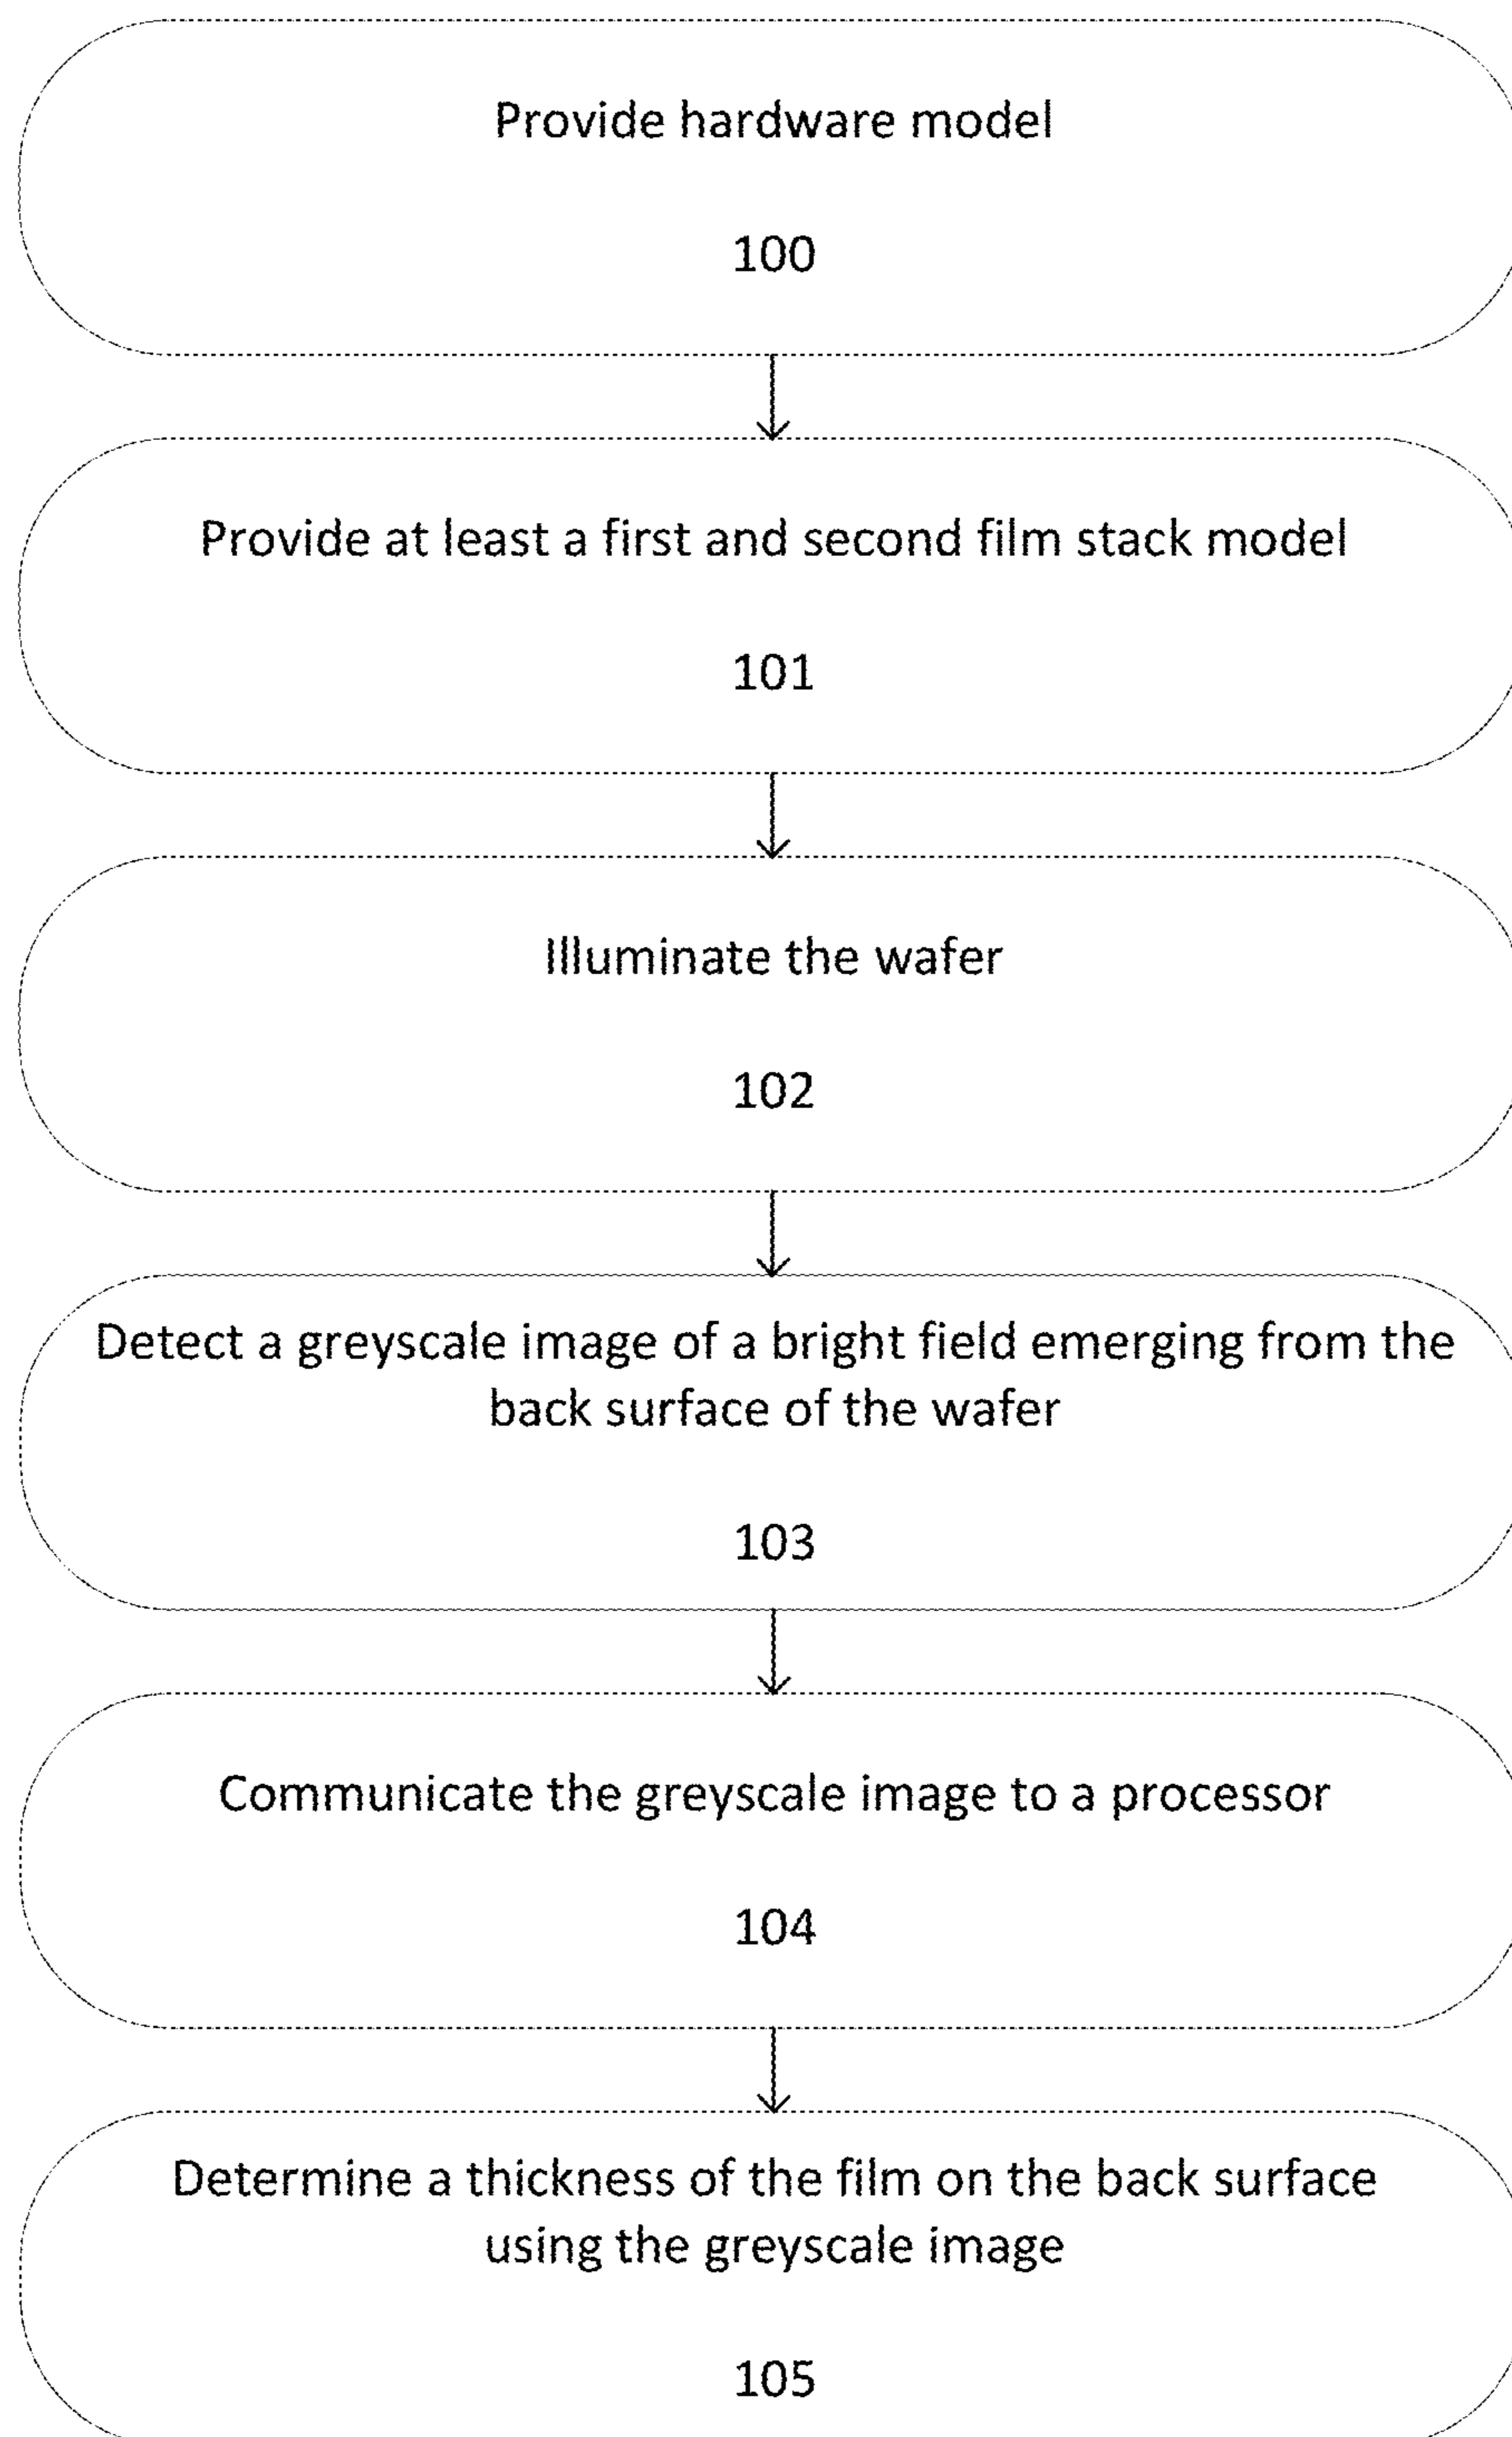 Provide hardware model
100
Provide at least a first and second film stack model
101
Illuminate the wafer
102
Detect a greyscale image of a bright field emerging from the
back surface of the wafer
103
Communicate the greyscale image to a processor
104
Determine a thickness of the film on the back surface
using the greyscale image
105